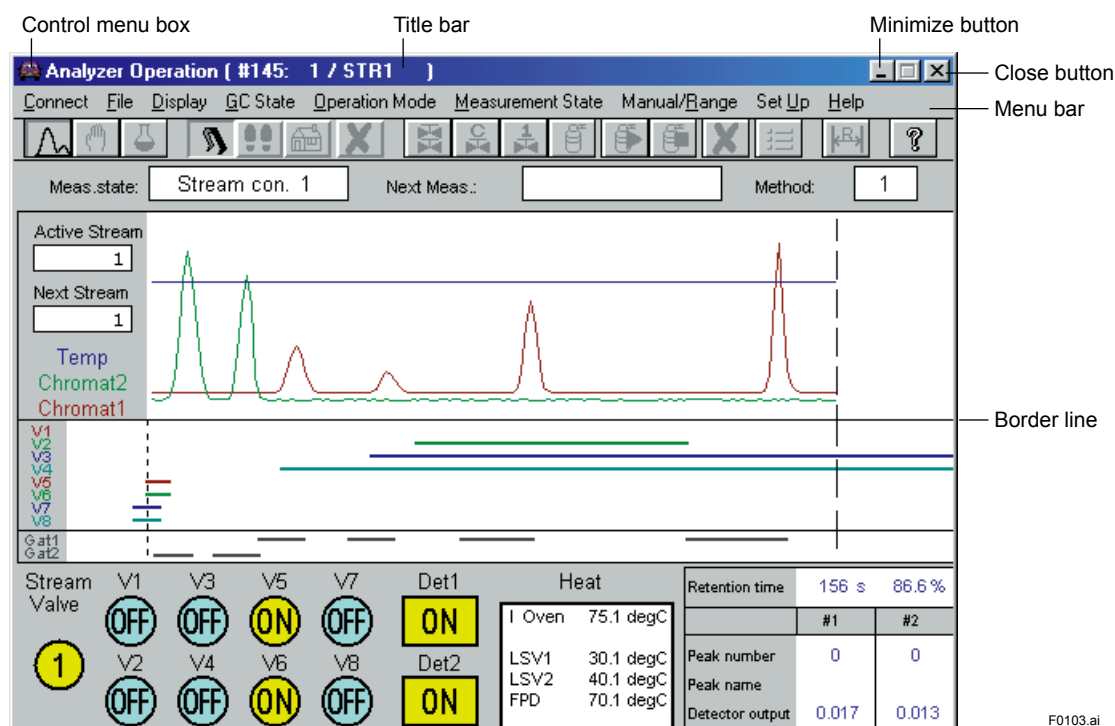 Control menu box Title bar Minimize button
Analyzer Operation ( #145: 1 / STR1 )
Close button
Connect File Display GC State Operation Mode Measurement State Manual/Range Set Up Help
Menu bar
C 1 R ?
Meas.state: Stream con. 1 Next Meas.: Method: 1
Active Stream
1
Next Stream
1
Temp
Chromat2
Chromat1
Border line
V1
V2
V3
V4
V5
V6
V7
V8
Gat1
Gat2
Stream Valve
1
V1 V3 V5 V7 Det1
OFF OFF ON OFF ON
V2 V4 V6 V8 Det2
OFF OFF ON OFF ON
Heat
I Oven 75.1 degC
LSV1 30.1 degC
LSV2 40.1 degC
FPD 70.1 degC
Retention time 156 s 86.6 %
#1 #2
Peak number 0 0
Peak name
Detector output 0.017 0.013
F0103.ai